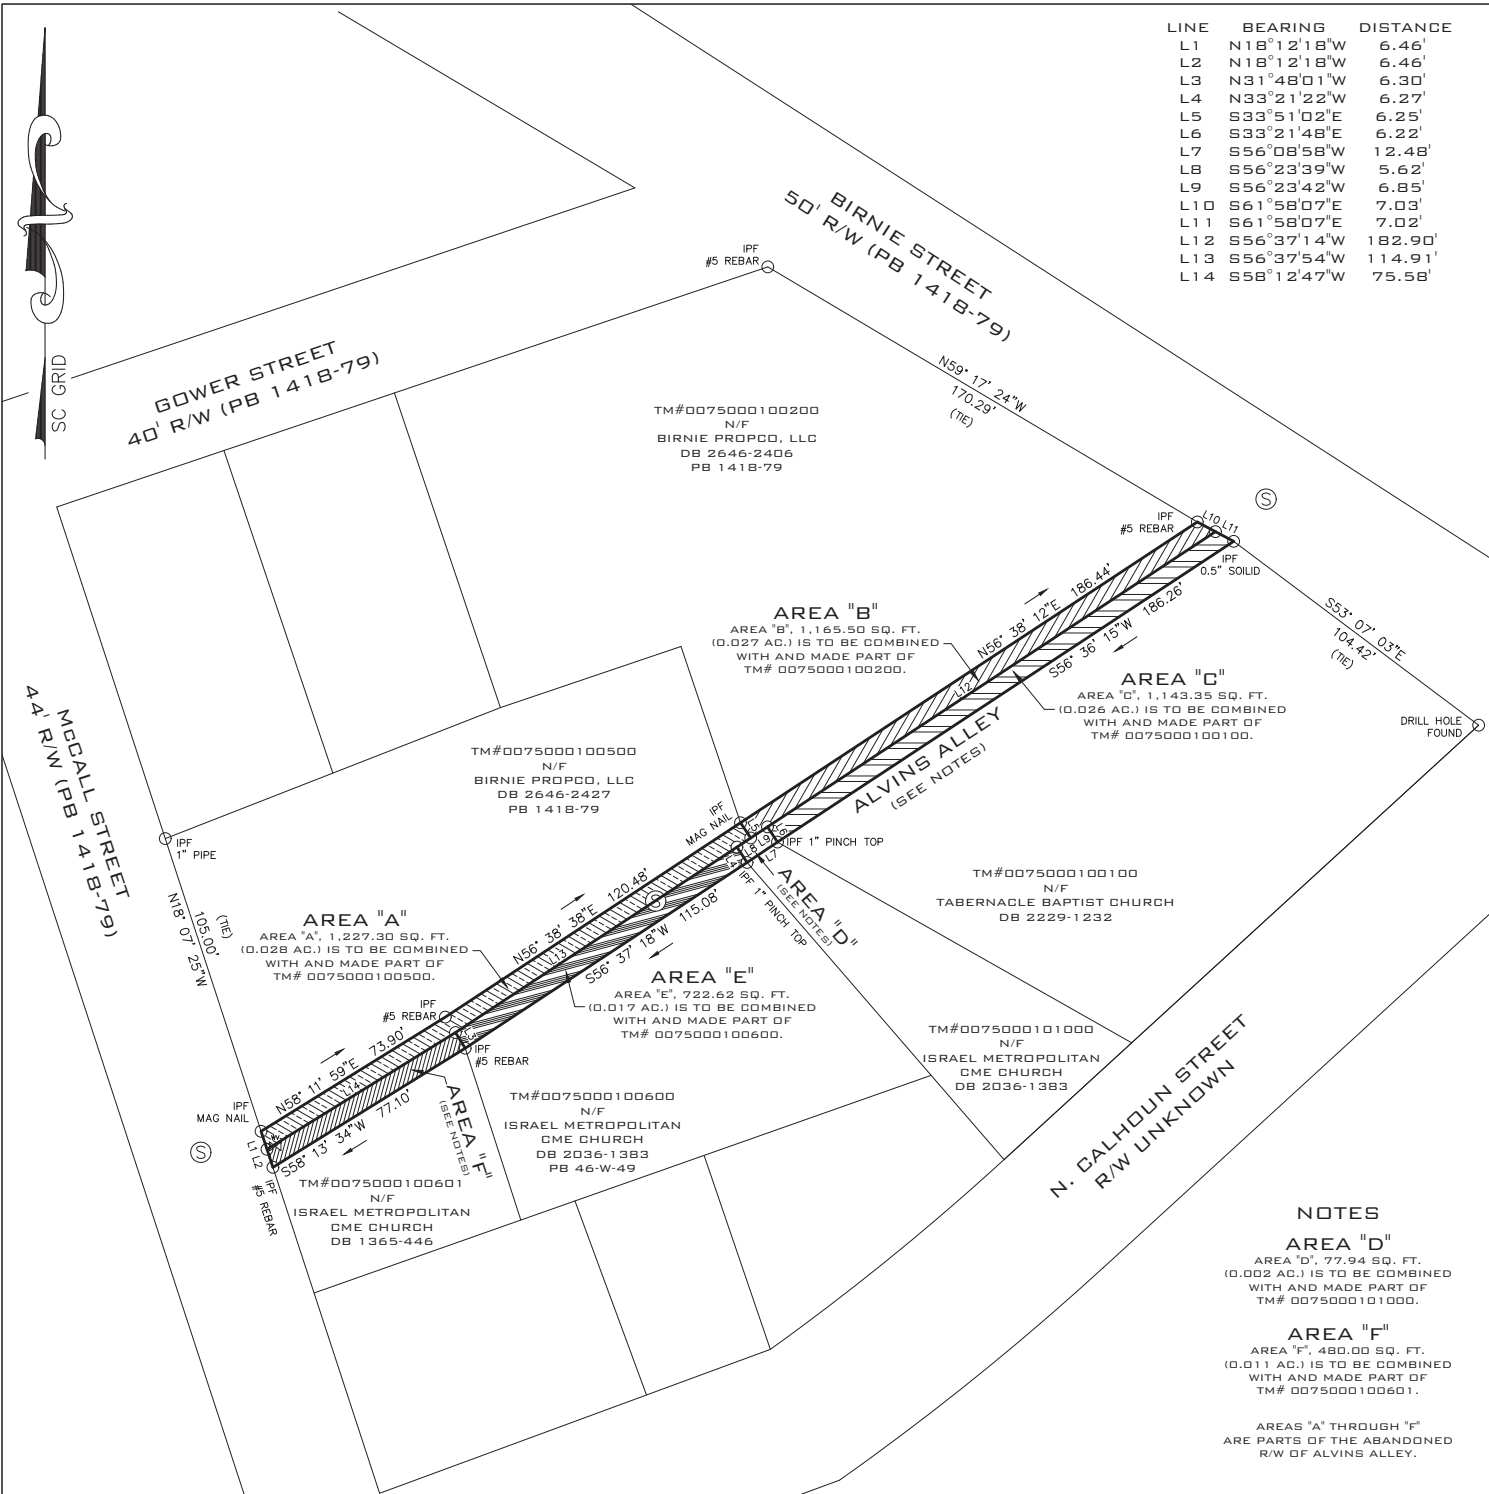 LINE BEARING DISTANCE
L1 N18°12'18"W 6.46'
L2 N18°12'18"W 6.46'
L3 N31°48'01"W 6.30'
L4 N33°21'22"W 6.27'
L5 S33°51'02"E 6.25'
L6 S33°21'48"E 6.22'
L7 S56°08'58"W 12.48'
L8 S56°23'39"W 5.62'
L9 S56°23'42"W 6.85'
L10 S61°58'07"E 7.03'
L11 S61°58'07"E 7.02'
L12 S56°37'14"W 182.90'
L13 S56°37'54"W 114.91'
L14 S58°12'47"W 75.58'
SC GRID
BIRNIE STREET
50' R/W (PB 1418-79)
GOWER STREET
40' R/W (PB 1418-79)
IPF
#5 REBAR
N59° 17' 24"W
170.29'
(TIE)
TM#0075000100200
N/F
BIRNIE PROPCO, LLC
DB 2646-2406
PB 1418-79
S
IPF
#5 REBAR
L10
L11
IPF
0.5" SOILID
S53° 07' 03"E
104.42'
(TIE)
DRILL HOLE
FOUND
N56° 38' 12"E 186.44'
S56° 36' 15"W 186.26'
L12
AREA "B"
AREA "B", 1,165.50 SQ. FT.
(0.027 AC.) IS TO BE COMBINED
WITH AND MADE PART OF
TM# 0075000100200.
AREA "C"
AREA "C", 1,143.35 SQ. FT.
(0.026 AC.) IS TO BE COMBINED
WITH AND MADE PART OF
TM# 0075000100100.
ALVINS ALLEY
(SEE NOTES)
McCALL STREET
44' R/W (PB 1418-79)
TM#0075000100500
N/F
BIRNIE PROPCO, LLC
DB 2646-2427
PB 1418-79
IPF
1" PIPE
IPF
MAG NAIL
L5
L6
L9
L8
L7
L4
IPF 1" PINCH TOP
IPF 1" PINCH TOP
AREA "D"
(SEE NOTES)
TM#0075000100100
N/F
TABERNACLE BAPTIST CHURCH
DB 2229-1232
N18° 07' 25"W
105.00'
(TIE)
AREA "A"
AREA "A", 1,227.30 SQ. FT.
(0.028 AC.) IS TO BE COMBINED
WITH AND MADE PART OF
TM# 0075000100500.
N56° 38' 38"E 120.48'
S
L13
S56° 37' 18"W 115.08'
AREA "E"
AREA "E", 722.62 SQ. FT.
(0.017 AC.) IS TO BE COMBINED
WITH AND MADE PART OF
TM# 0075000100600.
IPF
#5 REBAR
L3
IPF
#5 REBAR
N58° 11' 59"E 73.90'
L14
S58° 13' 34"W 77.10'
AREA "F"
(SEE NOTES)
IPF
MAG NAIL
S
L1 L2
IPF
#5 REBAR
TM#0075000101000
N/F
ISRAEL METROPOLITAN
CME CHURCH
DB 2036-1383
TM#0075000100600
N/F
ISRAEL METROPOLITAN
CME CHURCH
DB 2036-1383
PB 46-W-49
TM#0075000100601
N/F
ISRAEL METROPOLITAN
CME CHURCH
DB 1365-446
N. CALHOUN STREET
R/W UNKNOWN
NOTES
AREA "D"
AREA "D", 77.94 SQ. FT.
(0.002 AC.) IS TO BE COMBINED
WITH AND MADE PART OF
TM# 0075000101000.
AREA "F"
AREA "F", 480.00 SQ. FT.
(0.011 AC.) IS TO BE COMBINED
WITH AND MADE PART OF
TM# 0075000100601.
AREAS "A" THROUGH "F"
ARE PARTS OF THE ABANDONED
R/W OF ALVINS ALLEY.